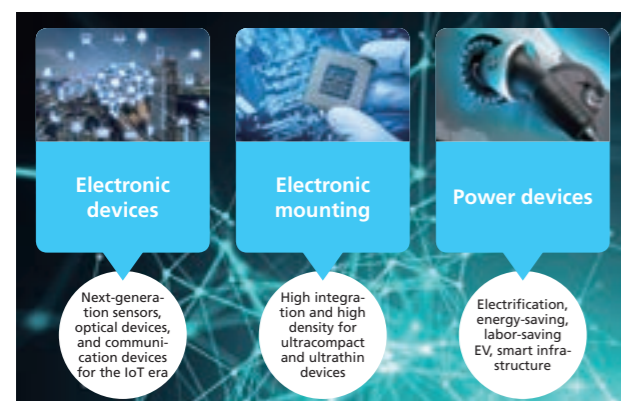 Electronic
devices
Electronic
mounting
Power devices
Next-genera-
tion sensors,
optical devices,
and communi-
cation devices
for the IoT era
High integra-
tion and high
density for
ultracompact
and ultrathin
devices
Electrification,
energy-saving,
labor-saving
EV, smart infra-
structure